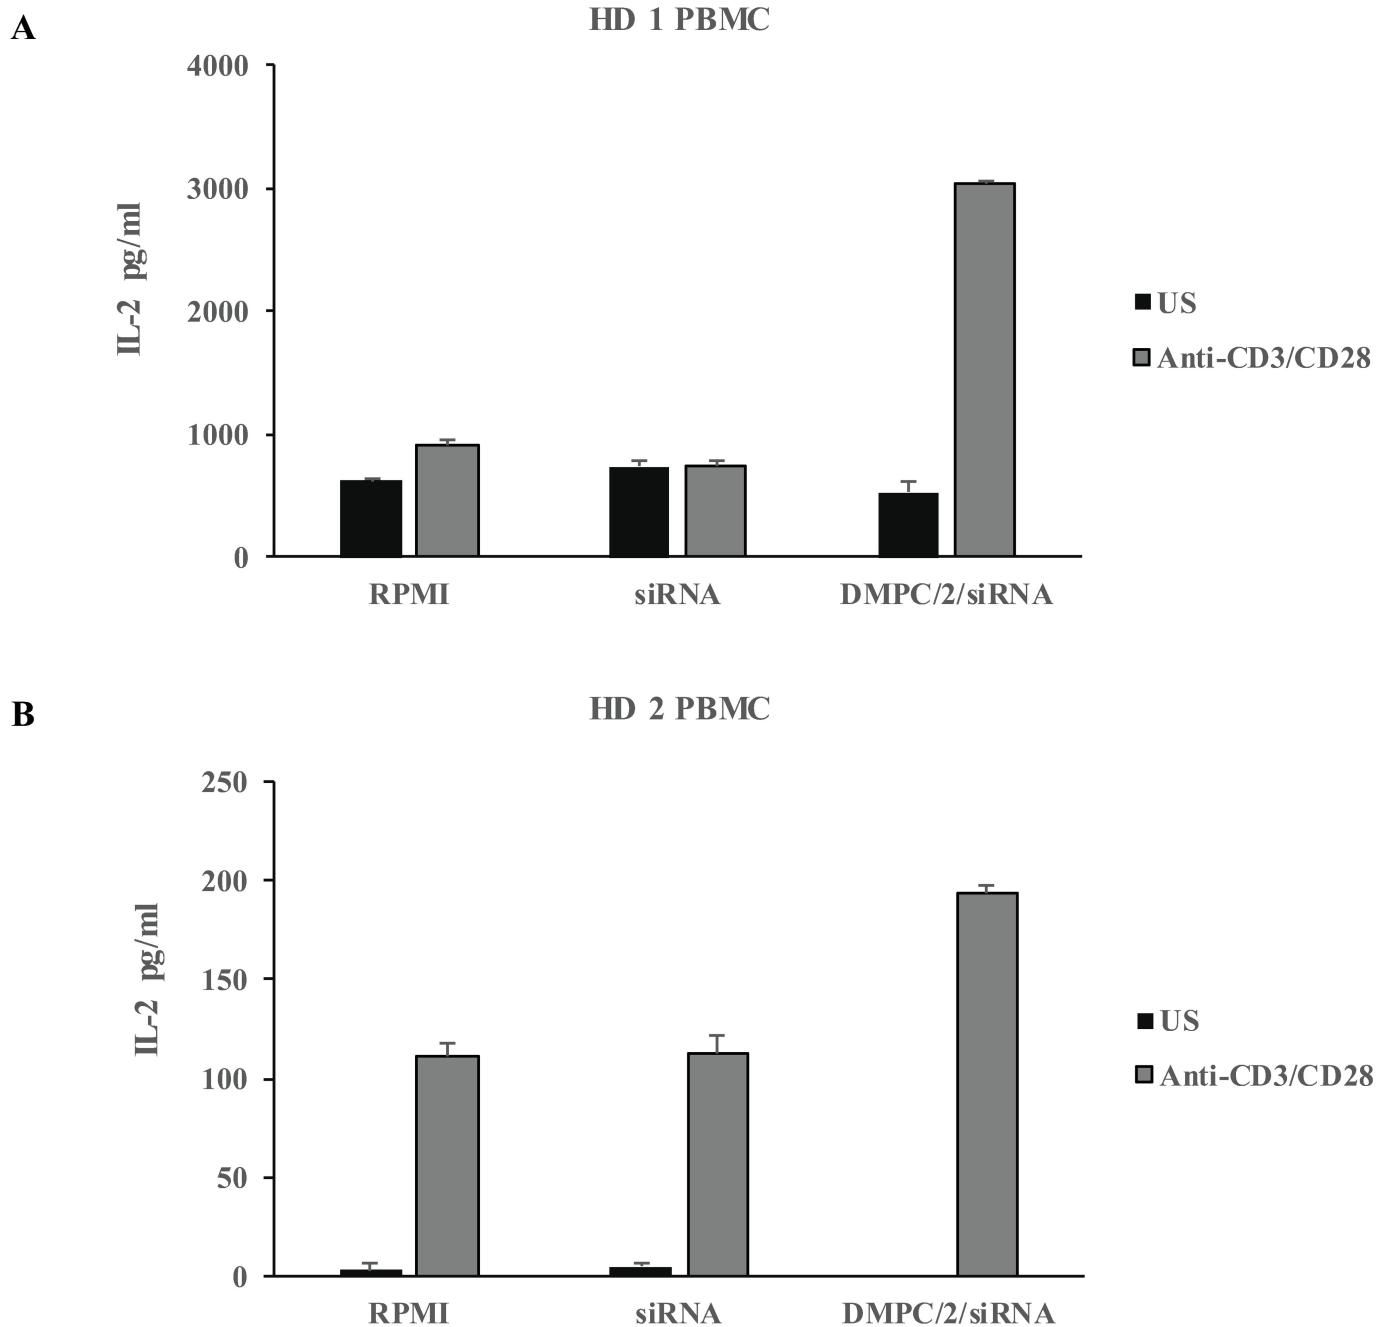 A
HD 1 PBMC
4000
3000
2000
1000
0
IL-2 pg/ml
RPMI
siRNA
DMPC/2/siRNA
US
Anti-CD3/CD28
B
HD 2 PBMC
250
200
150
100
50
0
IL-2 pg/ml
RPMI
siRNA
DMPC/2/siRNA
US
Anti-CD3/CD28